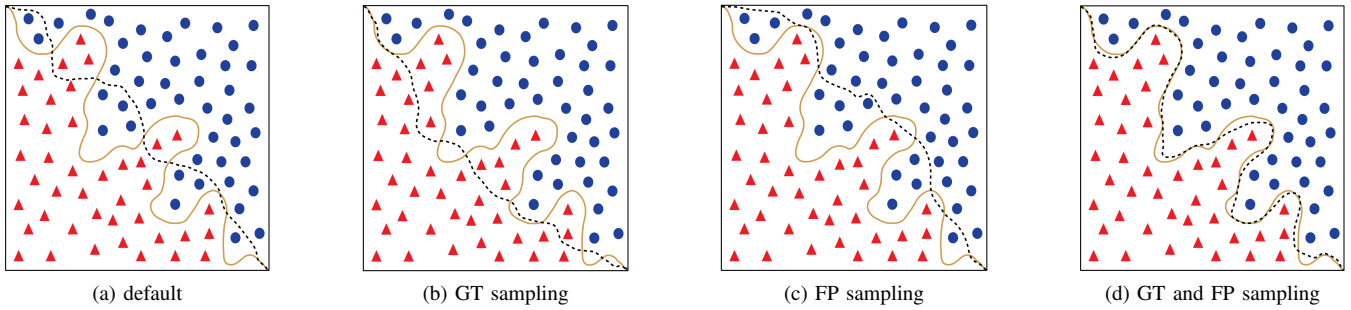 (a) default
(b) GT sampling
(c) FP sampling
(d) GT and FP sampling